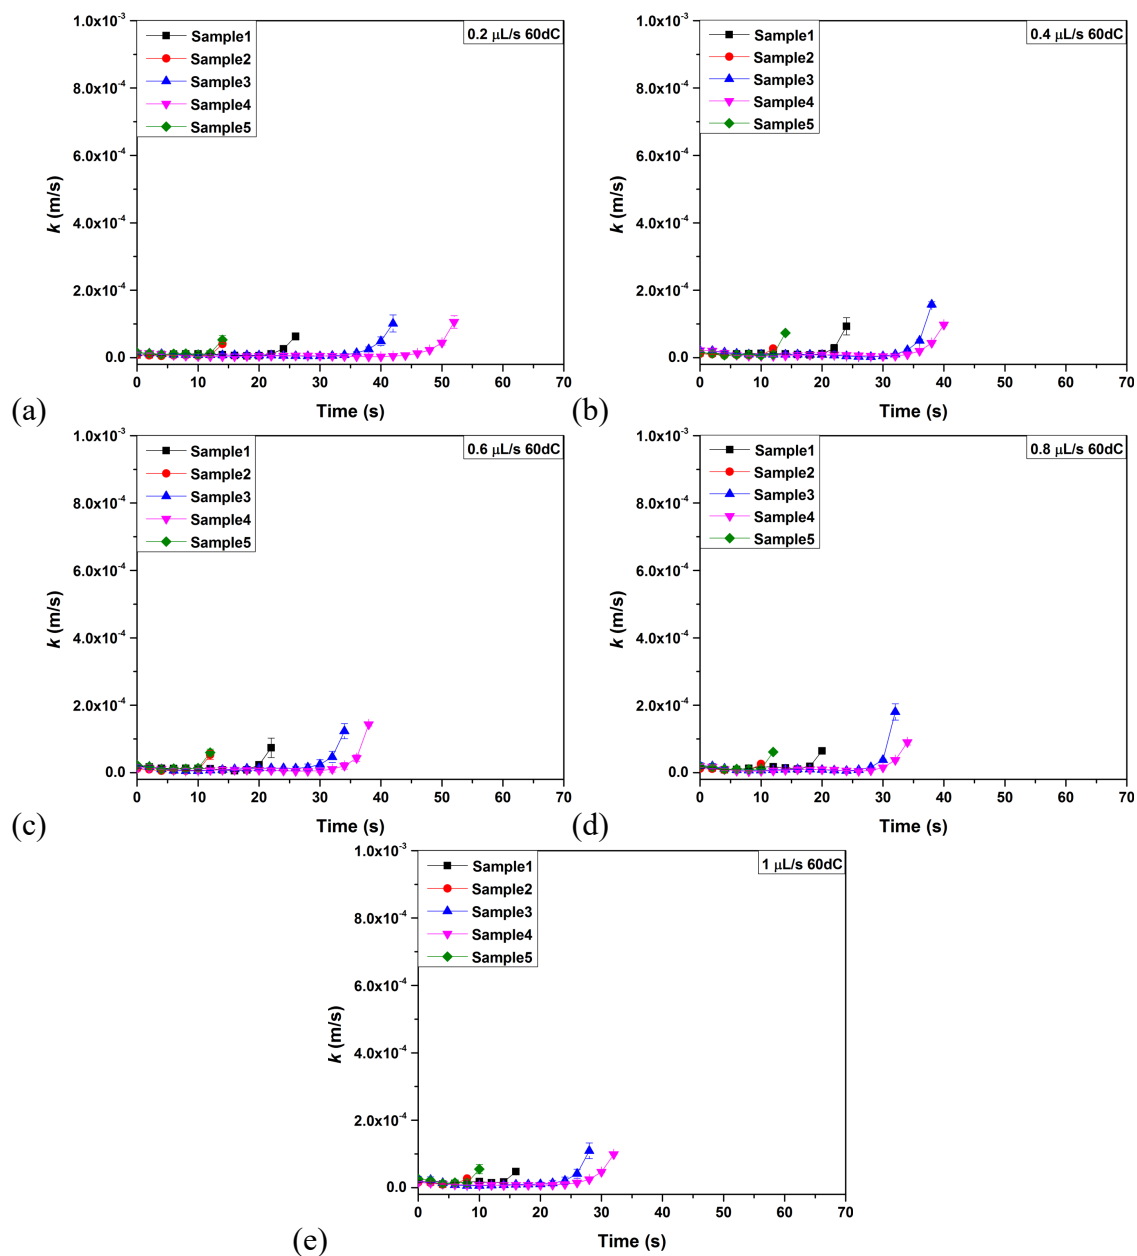 1.0x10-3
8.0x10-4
6.0x10-4
4.0x10-4
2.0x10-4
0.0
k (m/s)
Sample1
Sample2
Sample3
Sample4
Sample5
0.2 μL/s 60dC
0 10 20 30 40 50 60 70
Time (s)
(a)
1.0x10-3
8.0x10-4
6.0x10-4
4.0x10-4
2.0x10-4
0.0
k (m/s)
Sample1
Sample2
Sample3
Sample4
Sample5
0.4 μL/s 60dC
0 10 20 30 40 50 60 70
Time (s)
(b)
1.0x10-3
8.0x10-4
6.0x10-4
4.0x10-4
2.0x10-4
0.0
k (m/s)
Sample1
Sample2
Sample3
Sample4
Sample5
0.6 μL/s 60dC
0 10 20 30 40 50 60 70
Time (s)
(c)
1.0x10-3
8.0x10-4
6.0x10-4
4.0x10-4
2.0x10-4
0.0
k (m/s)
Sample1
Sample2
Sample3
Sample4
Sample5
0.8 μL/s 60dC
0 10 20 30 40 50 60 70
Time (s)
(d)
1.0x10-3
8.0x10-4
6.0x10-4
4.0x10-4
2.0x10-4
0.0
k (m/s)
Sample1
Sample2
Sample3
Sample4
Sample5
1 μL/s 60dC
0 10 20 30 40 50 60 70
Time (s)
(e)